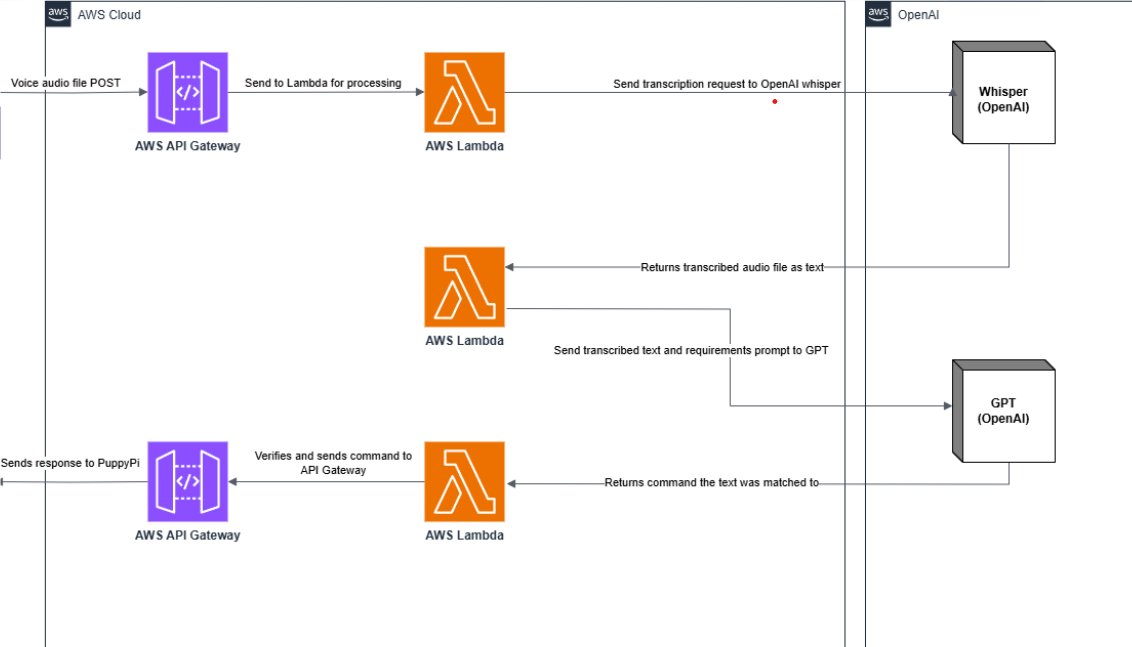 aws AWS Cloud
aws OpenAI
Voice audio file POST
Send to Lambda for processing
Send transcription request to OpenAI whisper
Whisper
(OpenAI)
</>
AWS API Gateway
AWS Lambda
Returns transcribed audio file as text
AWS Lambda
Send transcribed text and requirements prompt to GPT
GPT
(OpenAI)
Sends response to PuppyPi
Verifies and sends command to
API Gateway
Returns command the text was matched to
</>
AWS API Gateway
AWS Lambda